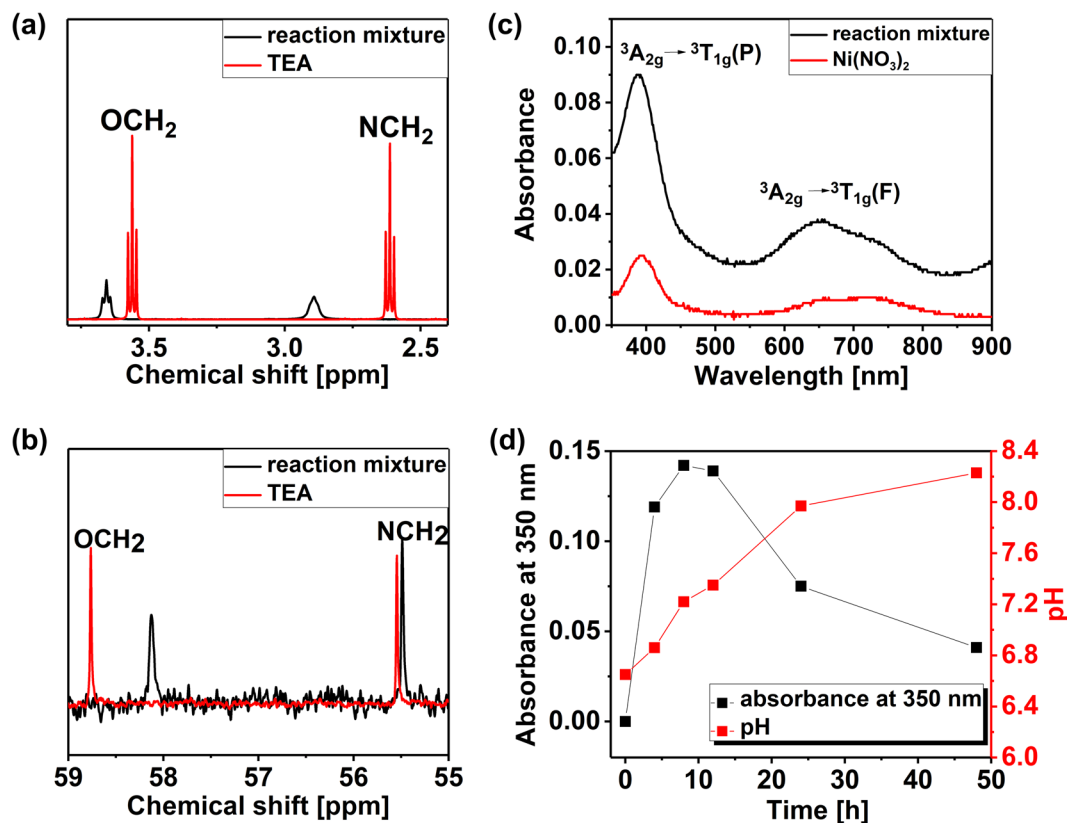 (a)
reaction mixture
TEA
OCH2
NCH2
3.5
3.0
2.5
Chemical shift [ppm]
(b)
reaction mixture
TEA
OCH2
NCH2
59
58
57
56
55
Chemical shift [ppm]
(c)
reaction mixture
Ni(NO3)2
3A2g → 3T1g(P)
3A2g → 3T1g(F)
0.10
0.08
0.06
0.04
0.02
0.00
Absorbance
400
500
600
700
800
900
Wavelength [nm]
(d)
0.15
0.10
0.05
0.00
Absorbance at 350 nm
8.4
8.0
7.6
7.2
6.8
6.4
6.0
pH
absorbance at 350 nm
pH
0
10
20
30
40
50
Time [h]